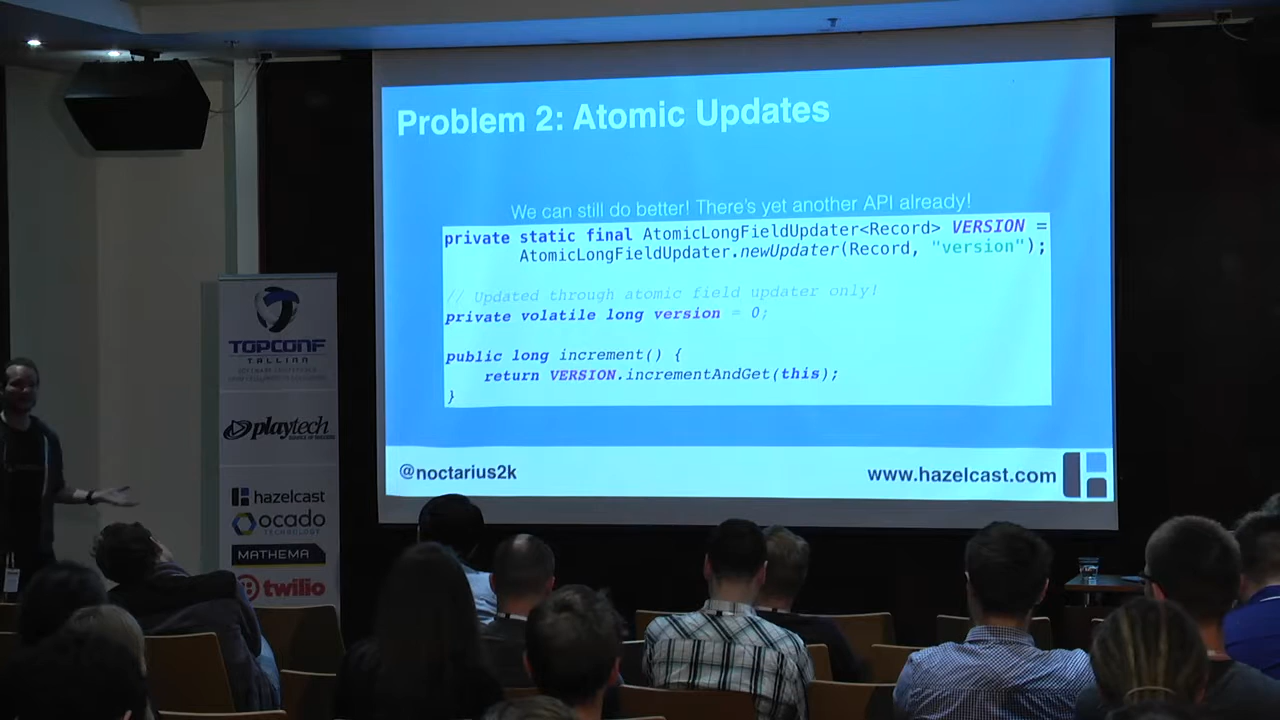 Problem 2: Atomic Updates
We can still do better! There's yet another API already!
private static final AtomicLongFieldUpdater<Record> VERSION =
AtomicLongFieldUpdater.newUpdater(Record, "version");
// Updated through atomic field updater only!
private volatile long version = 0;
public long increment() {
return VERSION.incrementAndGet(this);
}
@noctarius2k
www.hazelcast.com
TOPCONF
TALLINN
playtech
hazelcast
ocado
TECHNOLOGY
MATHEMA
twilio